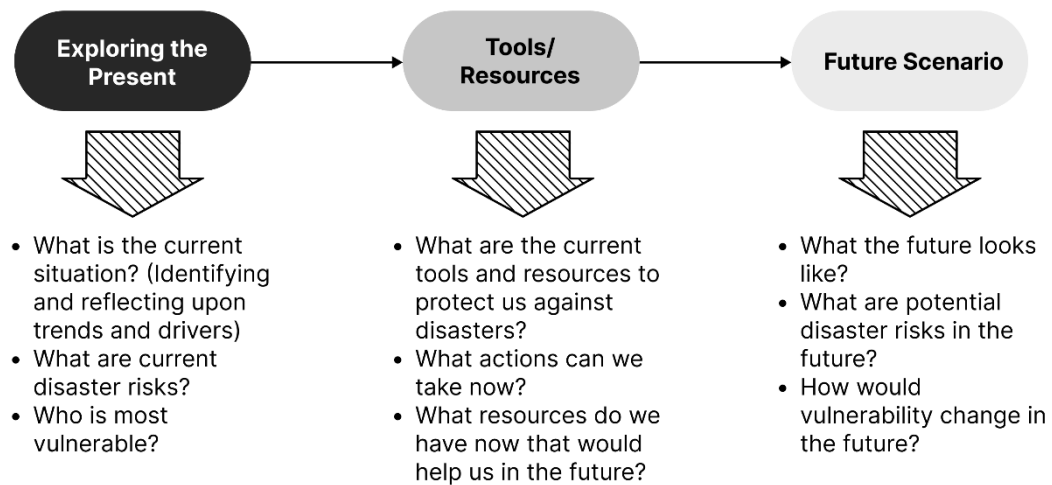 Exploring the
Present
Tools/
Resources
Future Scenario
• What is the current
situation? (Identifying
and reflecting upon
trends and drivers)
• What are current
disaster risks?
• Who is most
vulnerable?
• What are the current
tools and resources to
protect us against
disasters?
• What actions can we
take now?
• What resources do we
have now that would
help us in the future?
• What the future looks
like?
• What are potential
disaster risks in the
future?
• How would
vulnerability change in
the future?